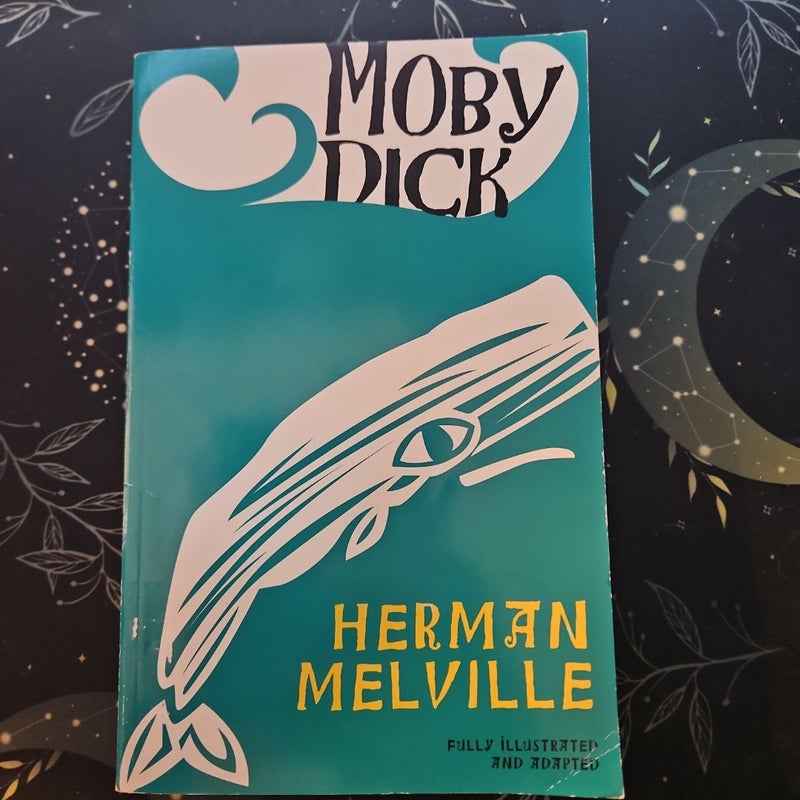 MOBY
DICK
HERMAN
MELVILLE
FULLY ILLUSTRATED
AND ADAPTED